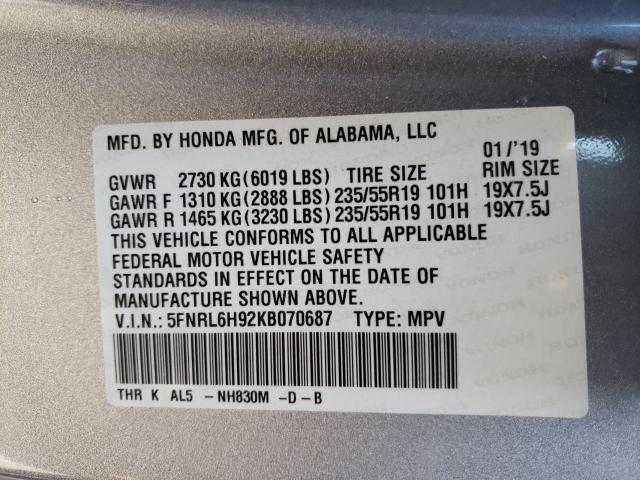 MFD. BY HONDA MFG. OF ALABAMA, LLC 01/'19
GVWR 2730 KG(6019 LBS) TIRE SIZE RIM SIZE
GAWR F 1310 KG(2888 LBS)235/55R19 101H 19X7.5J
GAWR R 1465 KG(3230 LBS)235/55R19 101H 19X7.5J
THIS VEHICLE CONFORMS TO ALL APPLICABLE
FEDERAL MOTOR VEHICLE SAFETY
STANDARDS IN EFFECT ON THE DATE OF
MANUFACTURE SHOWN ABOVE.
V.I.N.: 5FNRL6H92KB070687 TYPE: MPV
THR K AL5 -NH830M -D-B